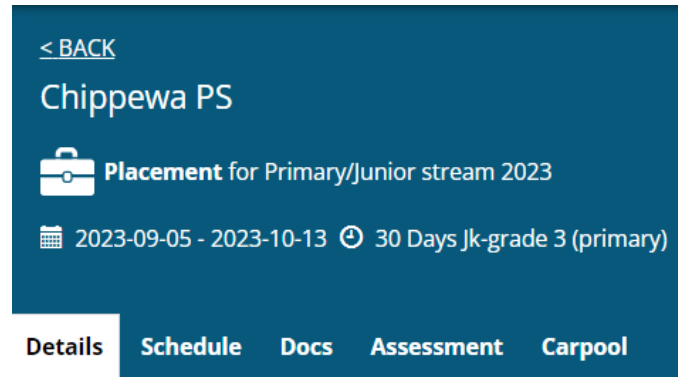 < BACK
Chippewa PS
Placement for Primary/Junior stream 2023
2023-09-05 - 2023-10-13 30 Days Jk-grade 3 (primary)
Details Schedule Docs Assessment Carpool